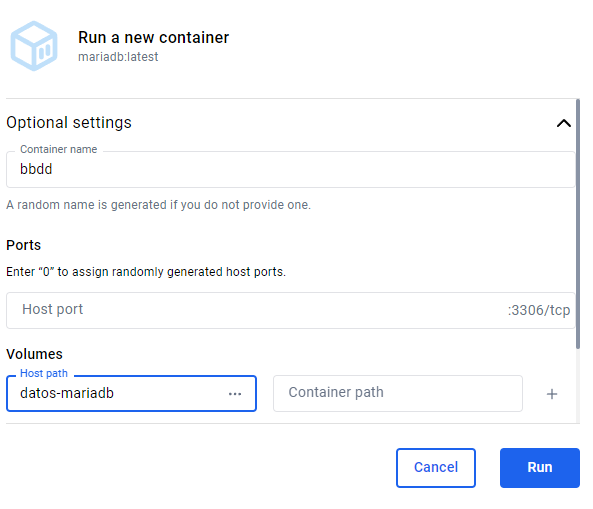 Run a new container
mariadb:latest
Optional settings
Container name
bbdd
A random name is generated if you do not provide one.
Ports
Enter “0” to assign randomly generated host ports.
Host port :3306/tcp
Volumes
Host path
datos-mariadb ··· Container path +
Cancel Run